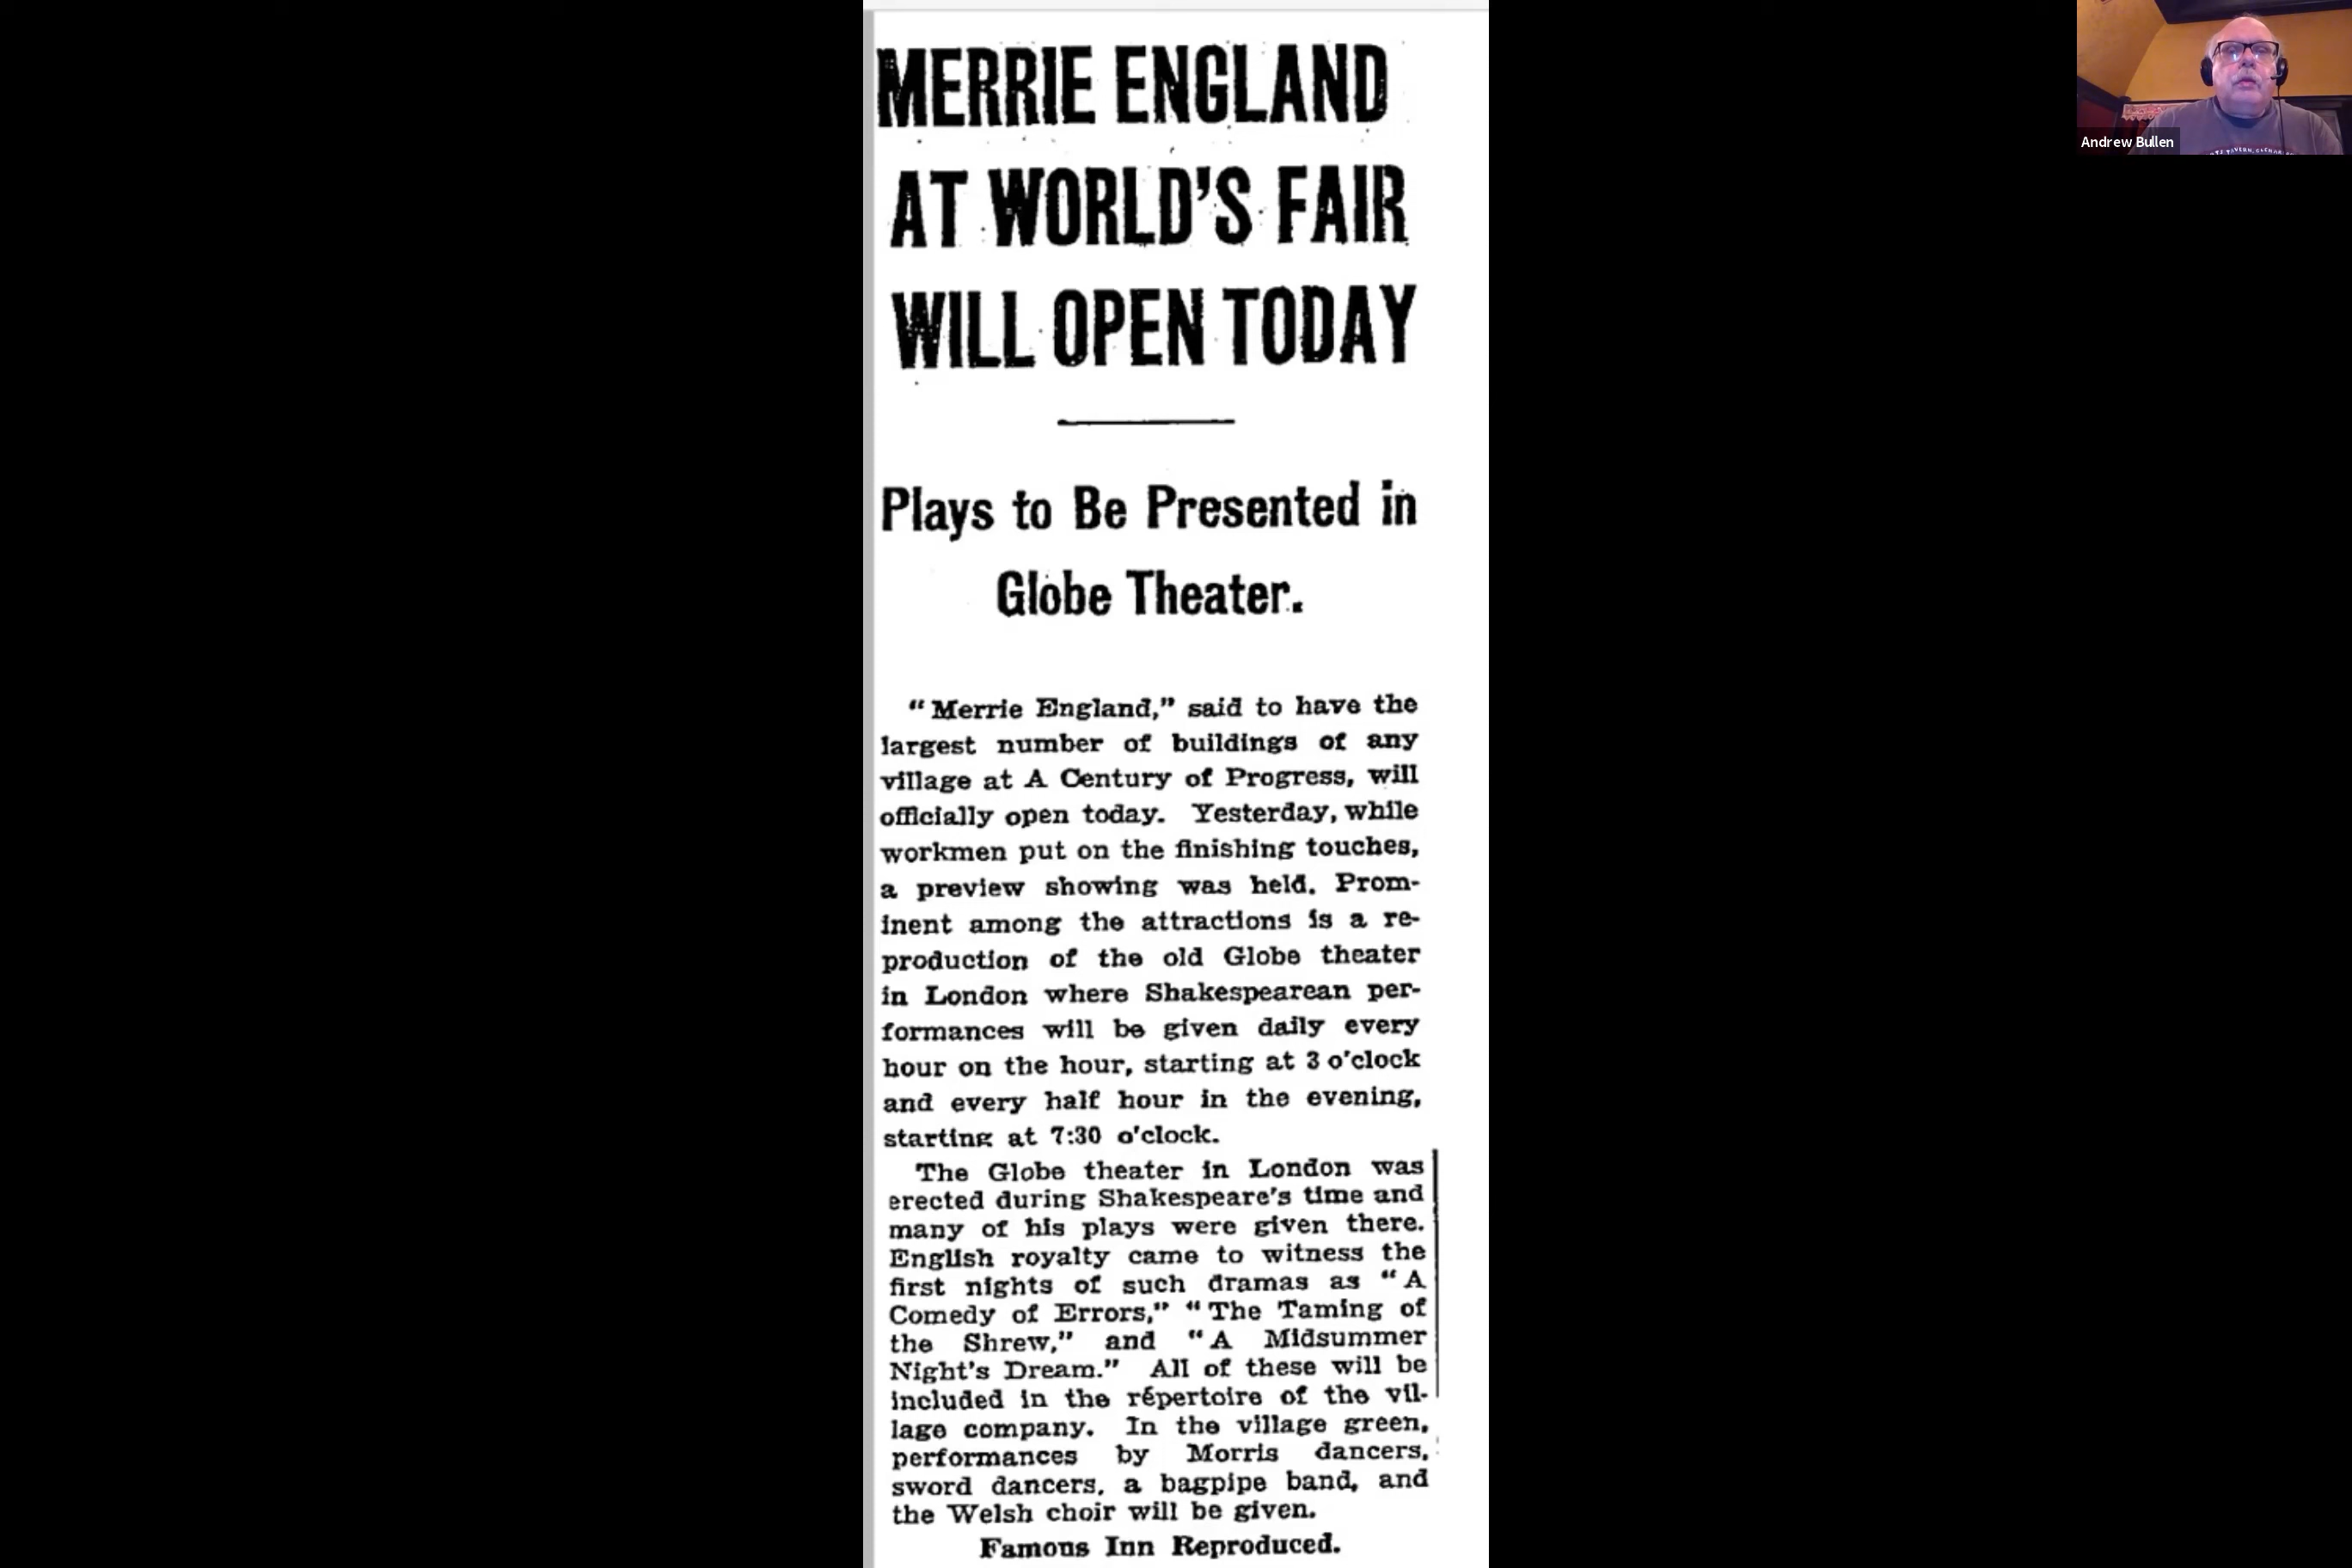 MERRIE ENGLAND
AT WORLD'S FAIR
WILL OPEN TODAY
Plays to Be Presented in
Globe Theater.
"Merrie England," said to have the
largest number of buildings of any
village at A Century of Progress, will
officially open today. Yesterday, while
workmen put on the finishing touches,
a preview showing was held. Prom-
inent among the attractions is a re-
production of the old Globe theater
in London where Shakespearean per-
formances will be given daily every
hour on the hour, starting at 3 o'clock
and every half hour in the evening,
starting at 7:30 o'clock.
The Globe theater in London was
erected during Shakespeare's time and
many of his plays were given there.
English royalty came to witness the
first nights of such dramas as "A
Comedy of Errors," "The Taming of
the Shrew," and "A Midsummer
Night's Dream." All of these will be
included in the répertoire of the vil-
lage company. In the village green,
performances by Morris dancers,
sword dancers, a bagpipe band, and
the Welsh choir will be given.
Famous Inn Reproduced.
Andrew Bullen